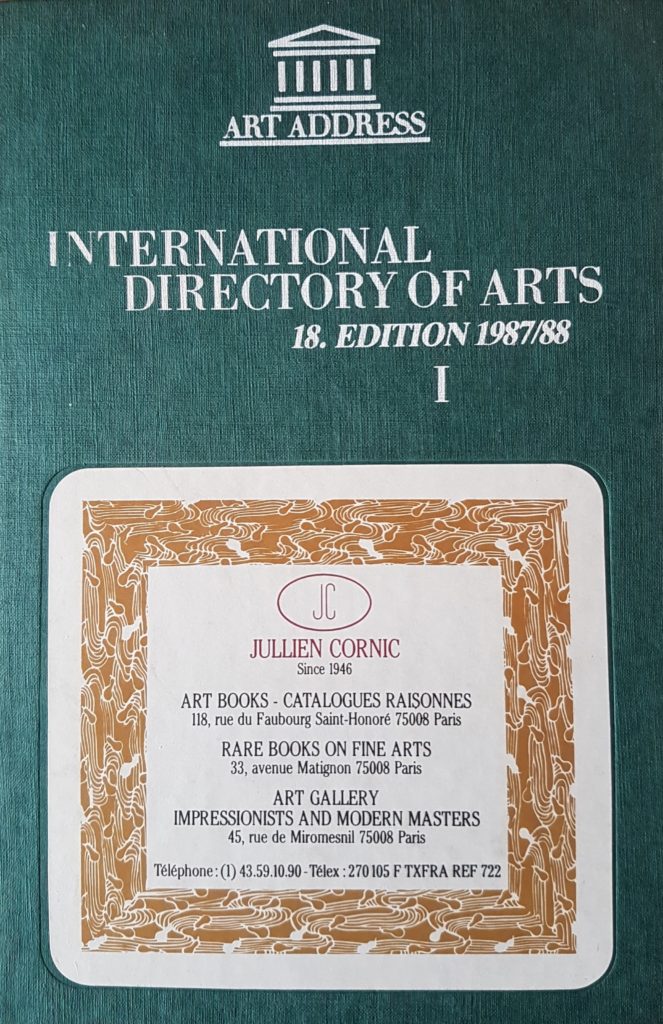 ART ADDRESS
INTERNATIONAL
DIRECTORY OF ARTS
18. EDITION 1987/88
I
JC
JULLIEN CORNIC
Since 1946
ART BOOKS - CATALOGUES RAISONNES
118, rue du Faubourg Saint-Honoré 75008 Paris
RARE BOOKS ON FINE ARTS
33, avenue Matignon 75008 Paris
ART GALLERY
IMPRESSIONISTS AND MODERN MASTERS
45, rue de Miromesnil 75008 Paris
Téléphone : (1) 43.59.10.90 - Télex : 270 105 F TXFRA REF 722